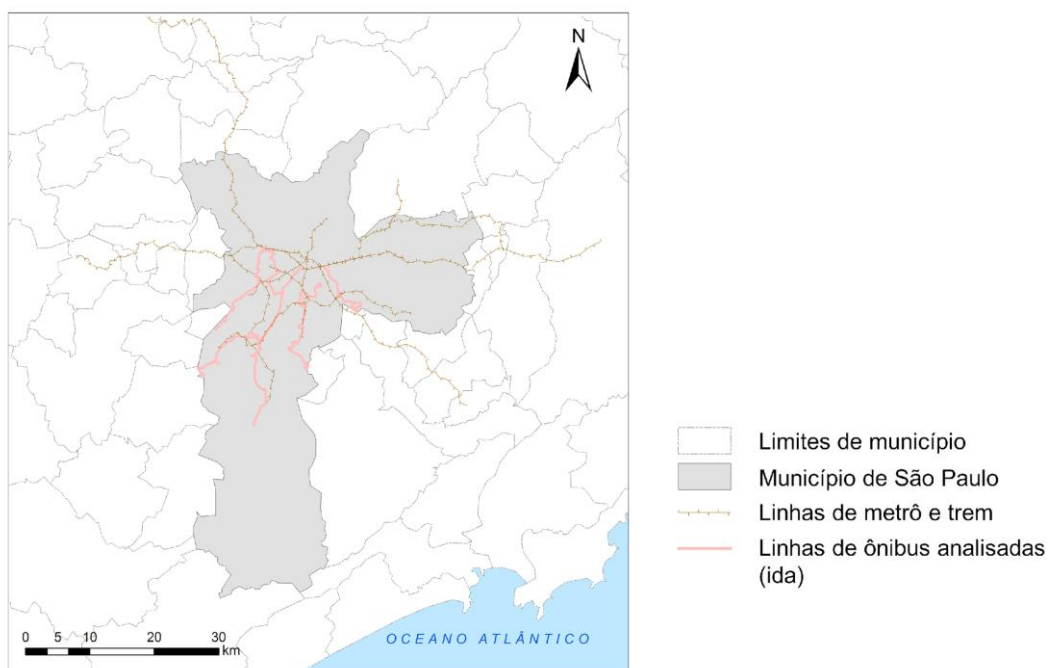 N
Limites de município
Município de São Paulo
Linhas de metrô e trem
Linhas de ônibus analisadas
(ida)
0 5 10 20 30
km
OCEANO ATLÂNTICO